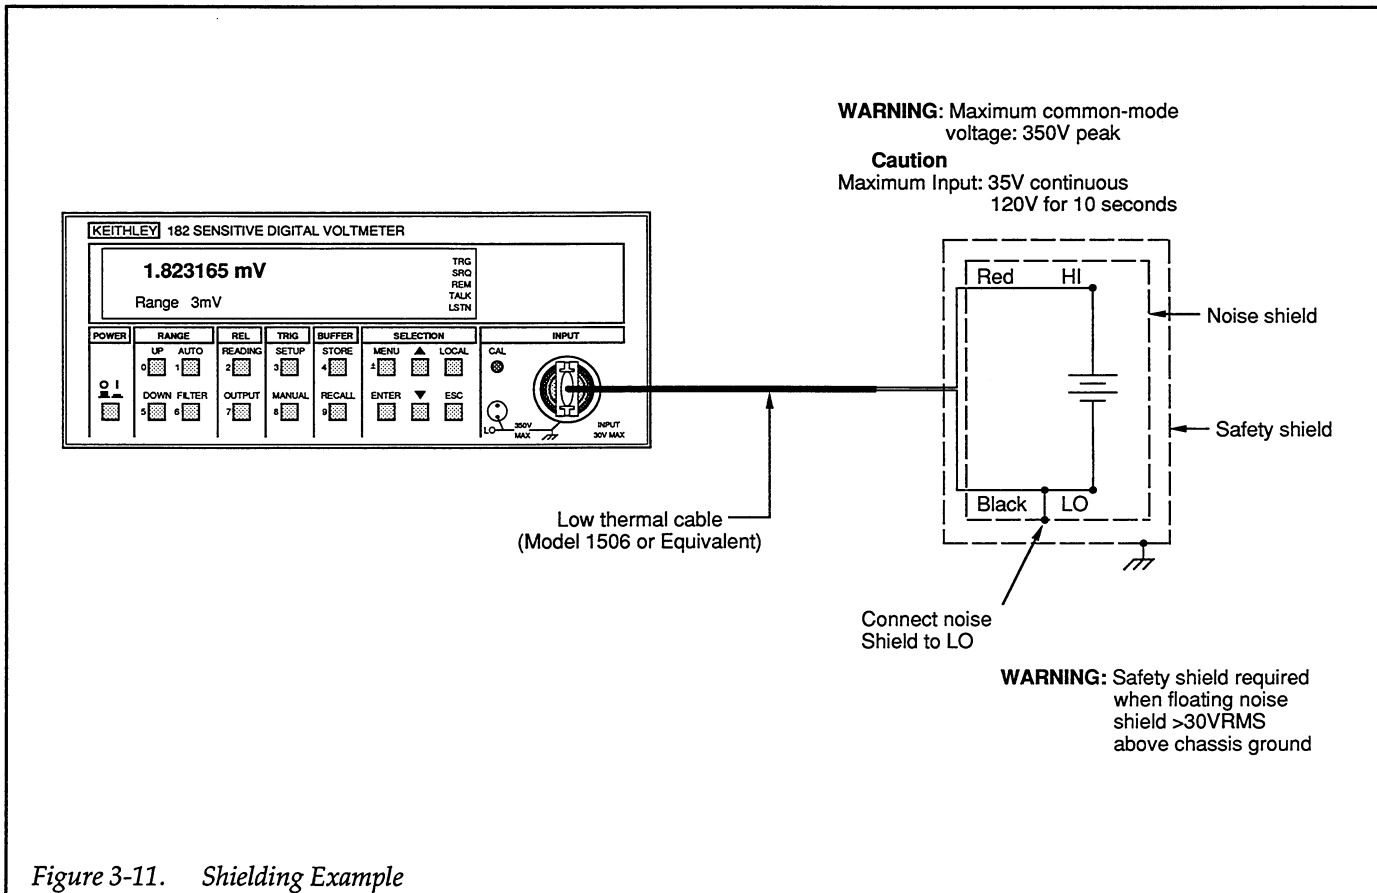 WARNING: Maximum common-mode
voltage: 350V peak
Caution
Maximum Input: 35V continuous
120V for 10 seconds
KEITHLEY 182 SENSITIVE DIGITAL VOLTMETER
1.823165 mV
Range 3mV
TRG
SRQ
REM
TALK
LSTN
POWER RANGE REL TRIG BUFFER SELECTION INPUT
UP AUTO READING SETUP STORE MENU ▲ LOCAL CAL
0 1 2 3 4 ±
O I
DOWN FILTER OUTPUT MANUAL RECALL ENTER ▼ ESC
5 6 7 8 9
LO 350V MAX
INPUT
30V MAX
Red HI
Noise shield
Safety shield
Black LO
Low thermal cable
(Model 1506 or Equivalent)
Connect noise
Shield to LO
WARNING: Safety shield required
when floating noise
shield >30VRMS
above chassis ground
Figure 3-11. Shielding Example